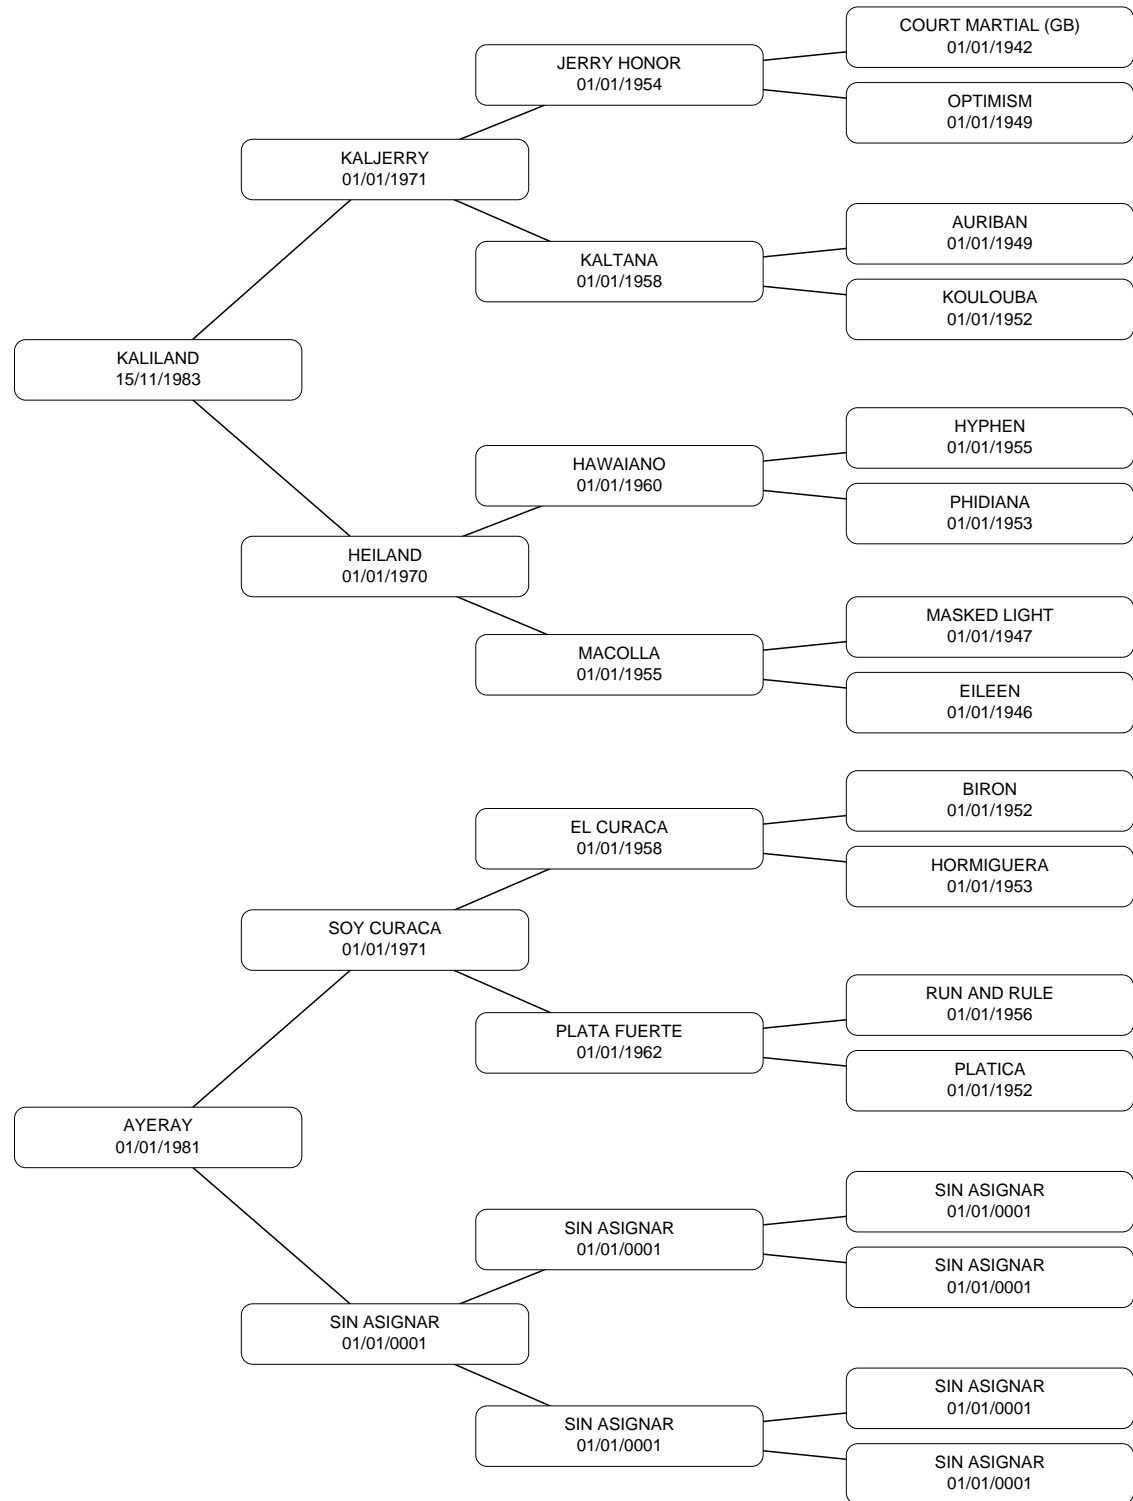 COURT MARTIAL (GB)
01/01/1942
JERRY HONOR
01/01/1954
OPTIMISM
01/01/1949
KALJERRY
01/01/1971
AURIBAN
01/01/1949
KALTANA
01/01/1958
KOULOUBA
01/01/1952
KALILAND
15/11/1983
HYPHEN
01/01/1955
HAWAIANO
01/01/1960
PHIDIANA
01/01/1953
HEILAND
01/01/1970
MASKED LIGHT
01/01/1947
MACOLLA
01/01/1955
EILEEN
01/01/1946
BIRON
01/01/1952
EL CURACA
01/01/1958
HORMIGUERA
01/01/1953
SOY CURACA
01/01/1971
RUN AND RULE
01/01/1956
PLATA FUERTE
01/01/1962
PLATICA
01/01/1952
AYERAY
01/01/1981
SIN ASIGNAR
01/01/0001
SIN ASIGNAR
01/01/0001
SIN ASIGNAR
01/01/0001
SIN ASIGNAR
01/01/0001
SIN ASIGNAR
01/01/0001
SIN ASIGNAR
01/01/0001
SIN ASIGNAR
01/01/0001